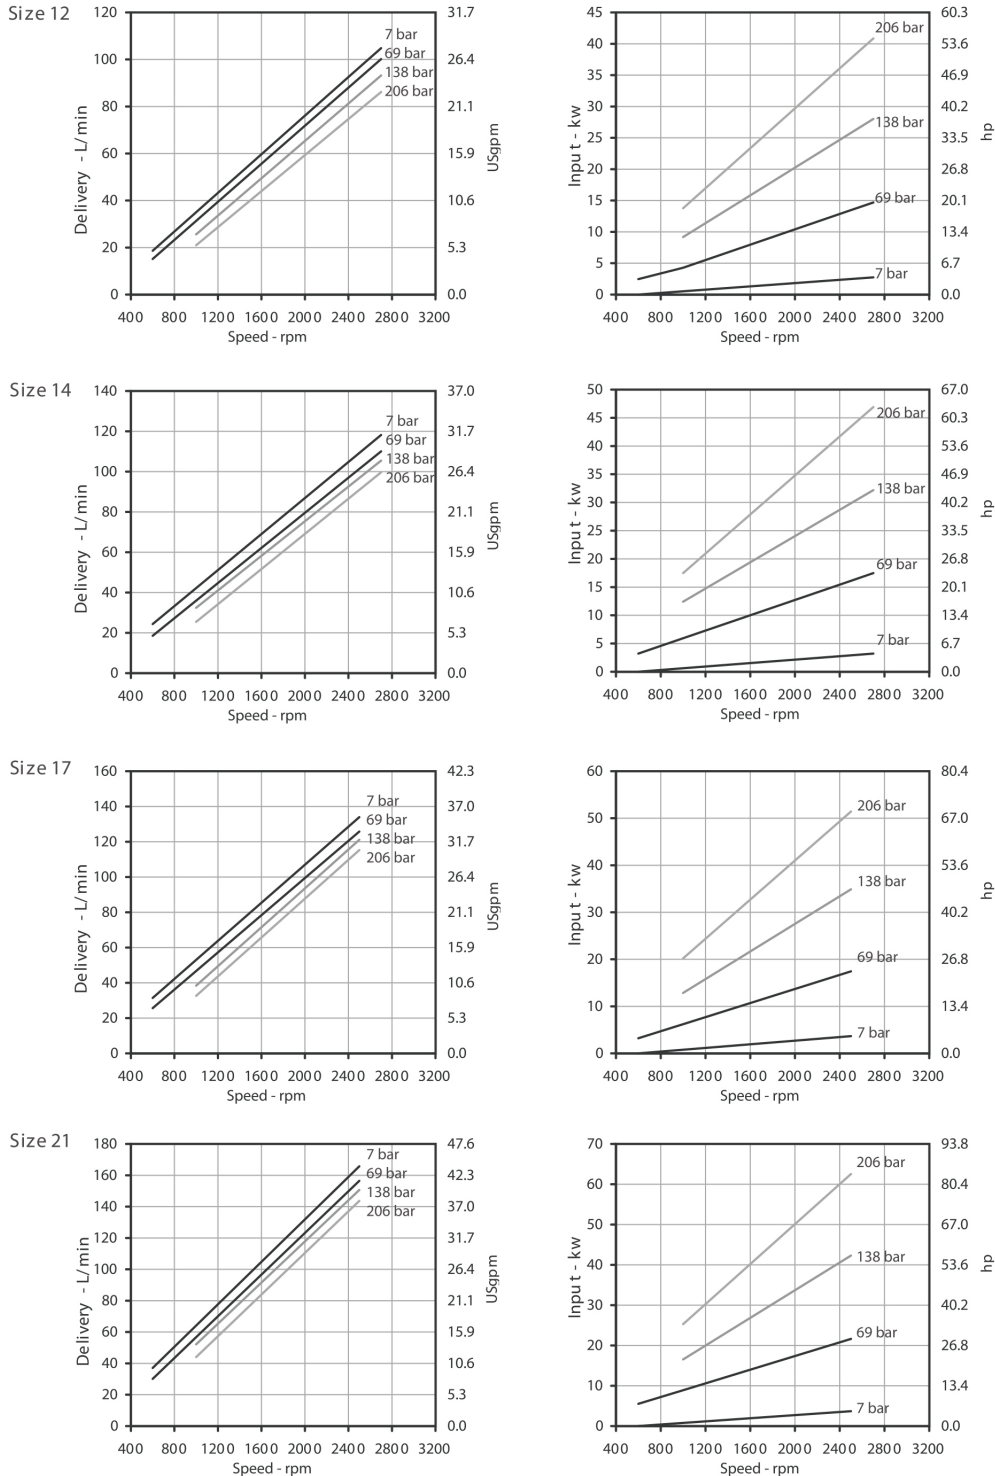 Size 12
120
100
80
60
40
20
0
Delivery - L/min
31.7
26.4
21.1
15.9
10.6
5.3
0.0
USgpm
7 bar
69 bar
138 bar
206 bar
400 800 1200 1600 2000 2400 2800 3200
Speed - rpm
45
40
35
30
25
20
15
10
5
0
Input - kw
60.3
53.6
46.9
40.2
33.5
26.8
20.1
13.4
6.7
0.0
hp
206 bar
138 bar
69 bar
7 bar
400 800 1200 1600 2000 2400 2800 3200
Speed - rpm
Size 14
140
120
100
80
60
40
20
0
Delivery - L/min
37.0
31.7
26.4
21.1
15.9
10.6
5.3
0.0
USgpm
7 bar
69 bar
138 bar
206 bar
400 800 1200 1600 2000 2400 2800 3200
Speed - rpm
50
45
40
35
30
25
20
15
10
5
0
Input - kw
67.0
60.3
53.6
46.9
40.2
33.5
26.8
20.1
13.4
6.7
0.0
hp
206 bar
138 bar
69 bar
7 bar
400 800 1200 1600 2000 2400 2800 3200
Speed - rpm
Size 17
160
140
120
100
80
60
40
20
0
Delivery - L/min
42.3
37.0
31.7
26.4
21.1
15.9
10.6
5.3
0.0
USgpm
7 bar
69 bar
138 bar
206 bar
400 800 1200 1600 2000 2400 2800 3200
Speed - rpm
60
50
40
30
20
10
0
Input - kw
80.4
67.0
53.6
40.2
26.8
13.4
0.0
hp
206 bar
138 bar
69 bar
7 bar
400 800 1200 1600 2000 2400 2800 3200
Speed - rpm
Size 21
180
160
140
120
100
80
60
40
20
0
Delivery - L/min
47.6
42.3
37.0
31.7
26.4
21.1
15.9
10.6
5.3
0.0
USgpm
7 bar
69 bar
138 bar
206 bar
400 800 1200 1600 2000 2400 2800 3200
Speed - rpm
70
60
50
40
30
20
10
0
Input - kw
93.8
80.4
67.0
53.6
40.2
26.8
13.4
0.0
hp
206 bar
138 bar
69 bar
7 bar
400 800 1200 1600 2000 2400 2800 3200
Speed - rpm